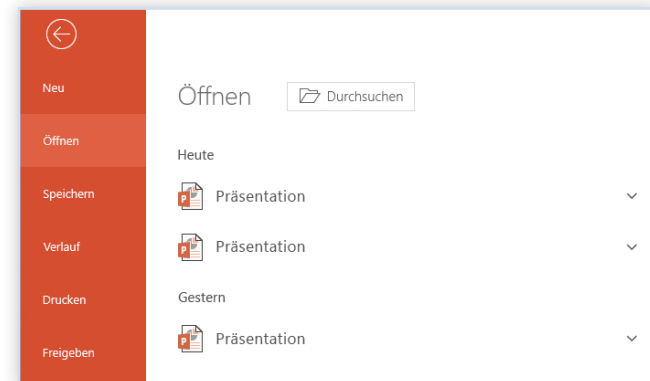 Neu
Öffnen
Speichern
Verlauf
Drucken
Freigeben
Öffnen
Durchsuchen
Heute
P Präsentation
P Präsentation
Gestern
P Präsentation